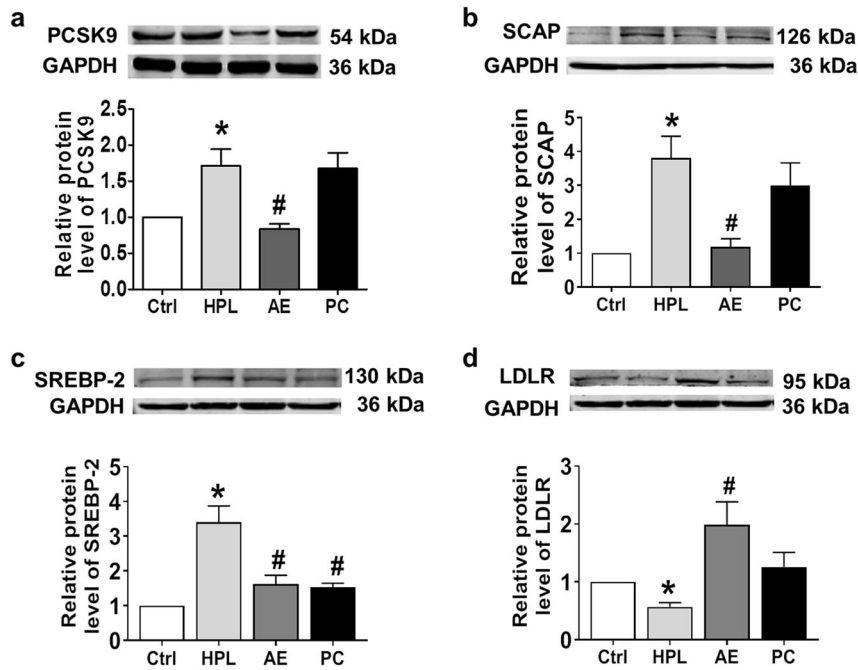 a
PCSK9 54 kDa
GAPDH 36 kDa
Relative protein
level of PCSK9
2.5
2.0
1.5
1.0
0.5
0.0
*
#
Ctrl HPL AE PC
b
SCAP 126 kDa
GAPDH 36 kDa
Relative protein
level of SCAP
5
4
3
2
1
0
*
#
Ctrl HPL AE PC
c
SREBP-2 130 kDa
GAPDH 36 kDa
Relative protein
level of SREBP-2
5
4
3
2
1
0
*
# #
Ctrl HPL AE PC
d
LDLR 95 kDa
GAPDH 36 kDa
Relative protein
level of LDLR
3
2
1
0
*
#
Ctrl HPL AE PC